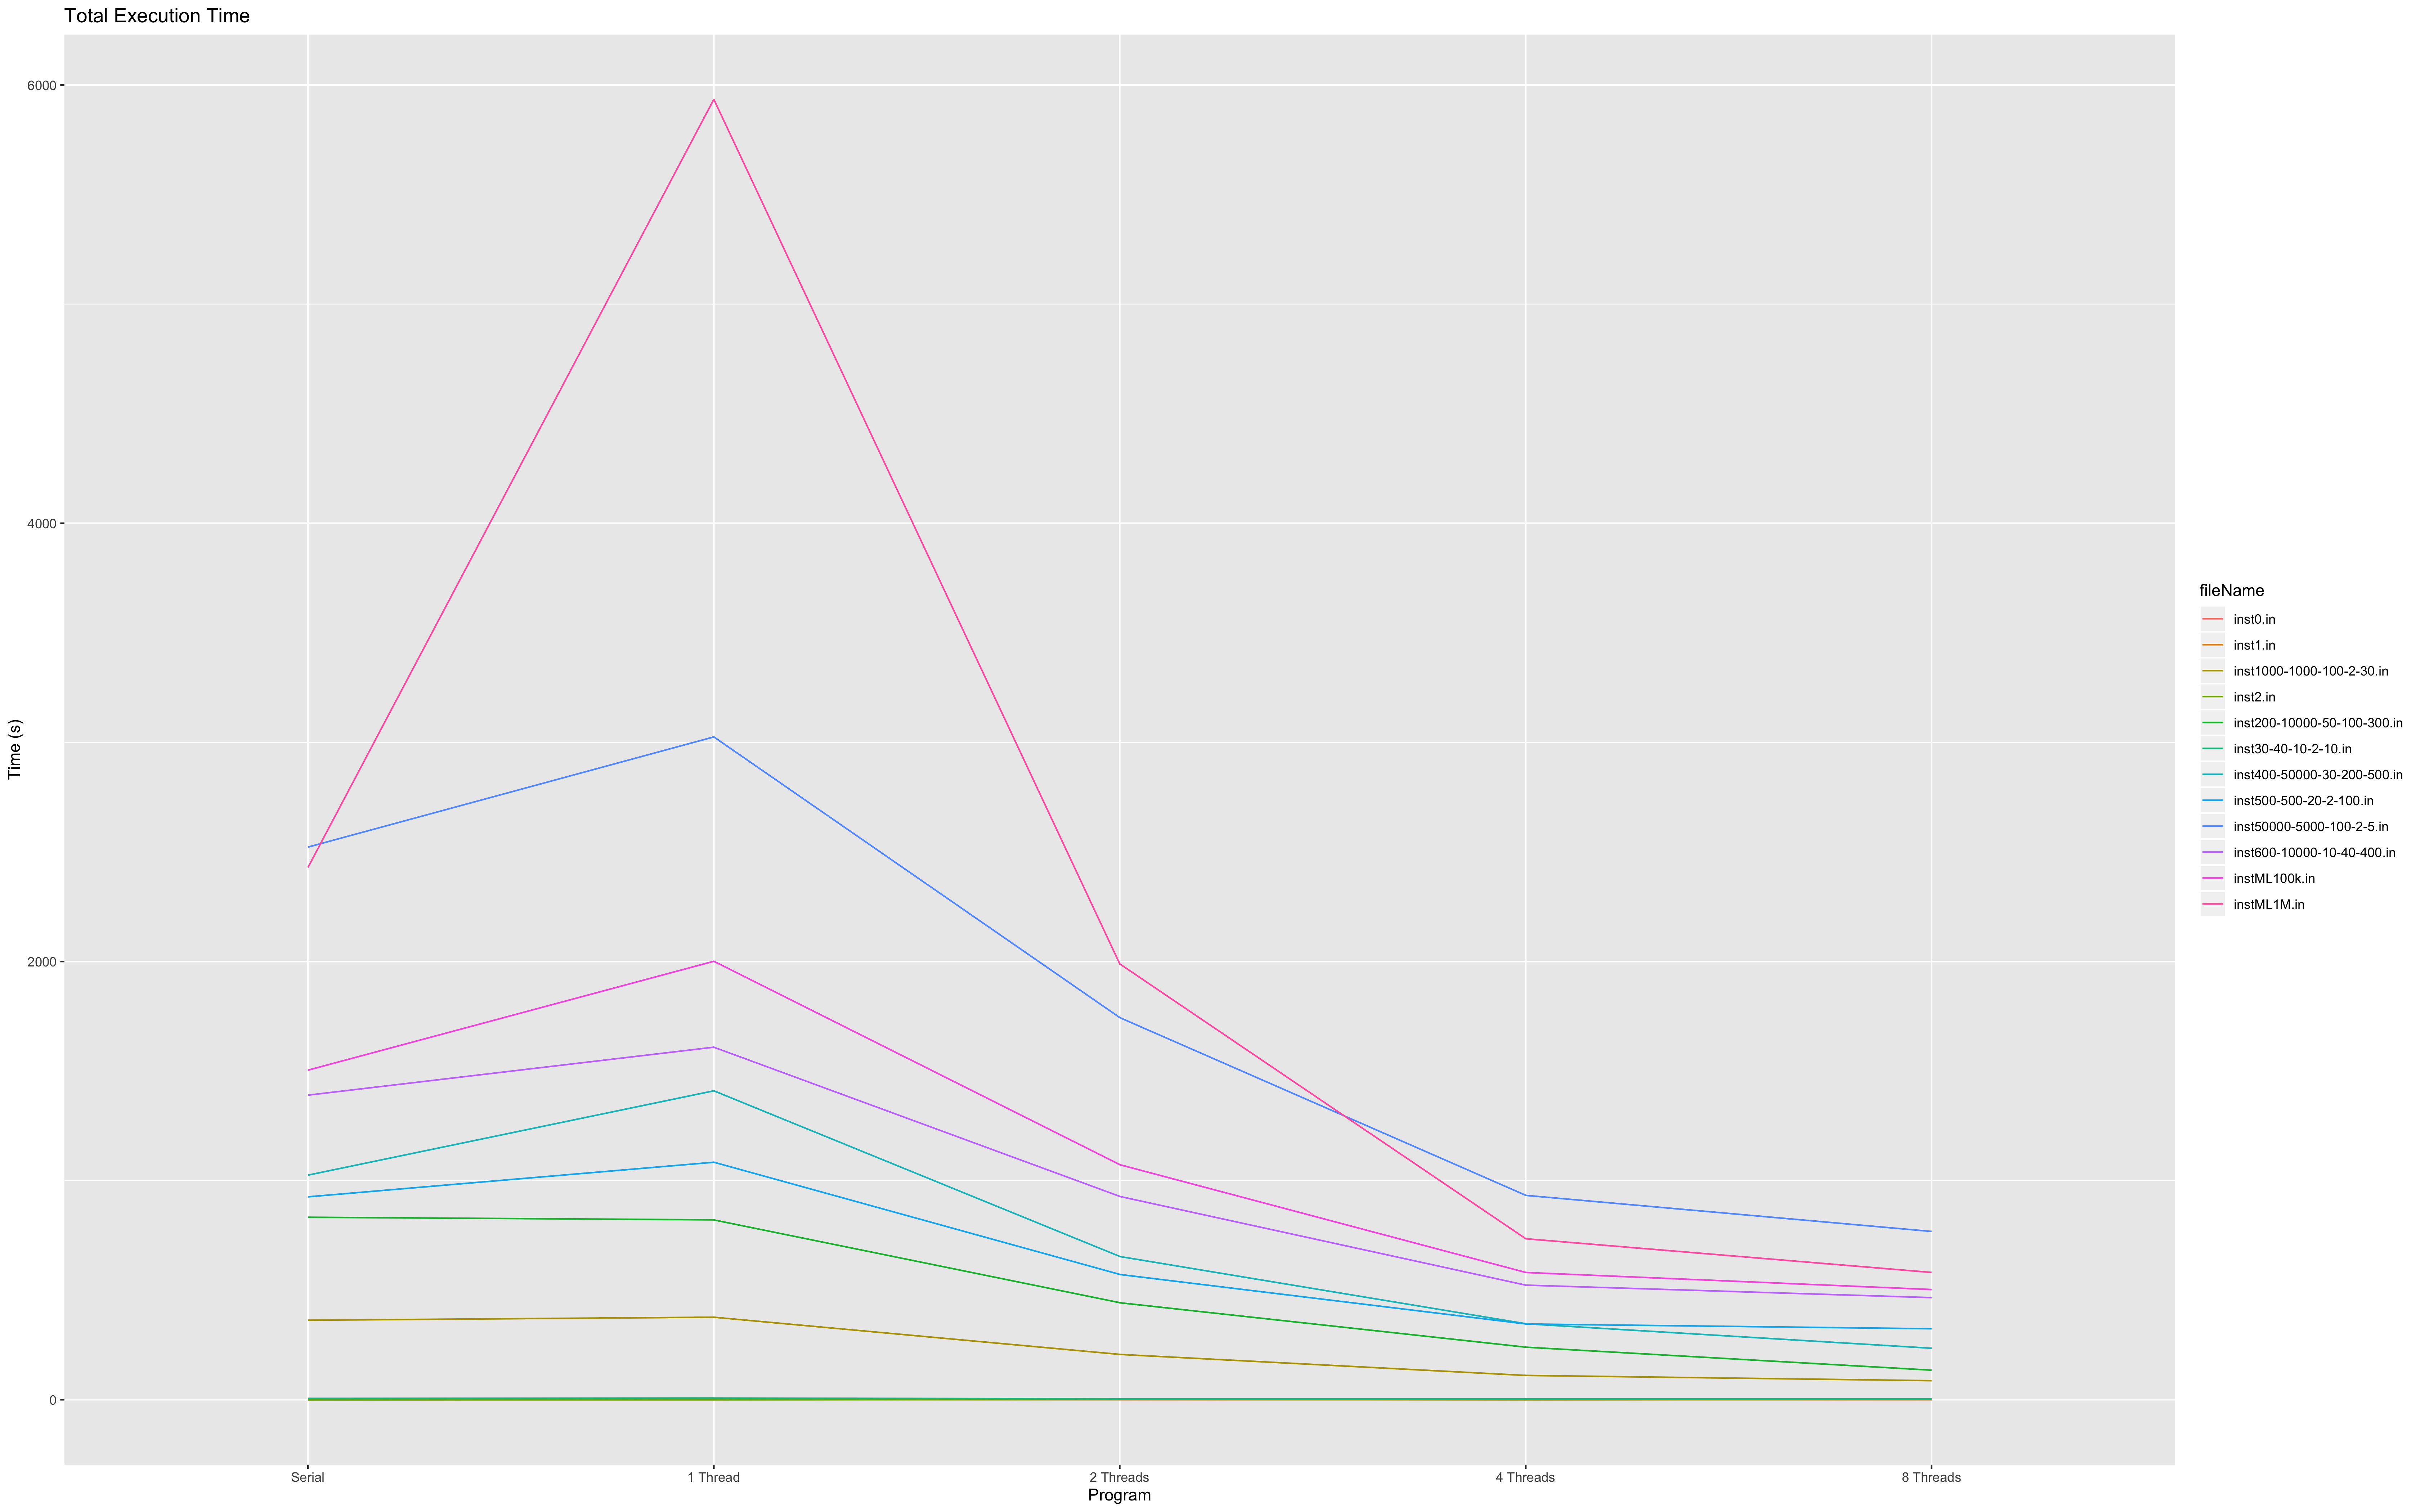 Total Execution Time
6000
4000
2000
0
Time (s)
Serial
1 Thread
2 Threads
4 Threads
8 Threads
Program
fileName
inst0.in
inst1.in
inst1000-1000-100-2-30.in
inst2.in
inst200-10000-50-100-300.in
inst30-40-10-2-10.in
inst400-50000-30-200-500.in
inst500-500-20-2-100.in
inst50000-5000-100-2-5.in
inst600-10000-10-40-400.in
instML100k.in
instML1M.in